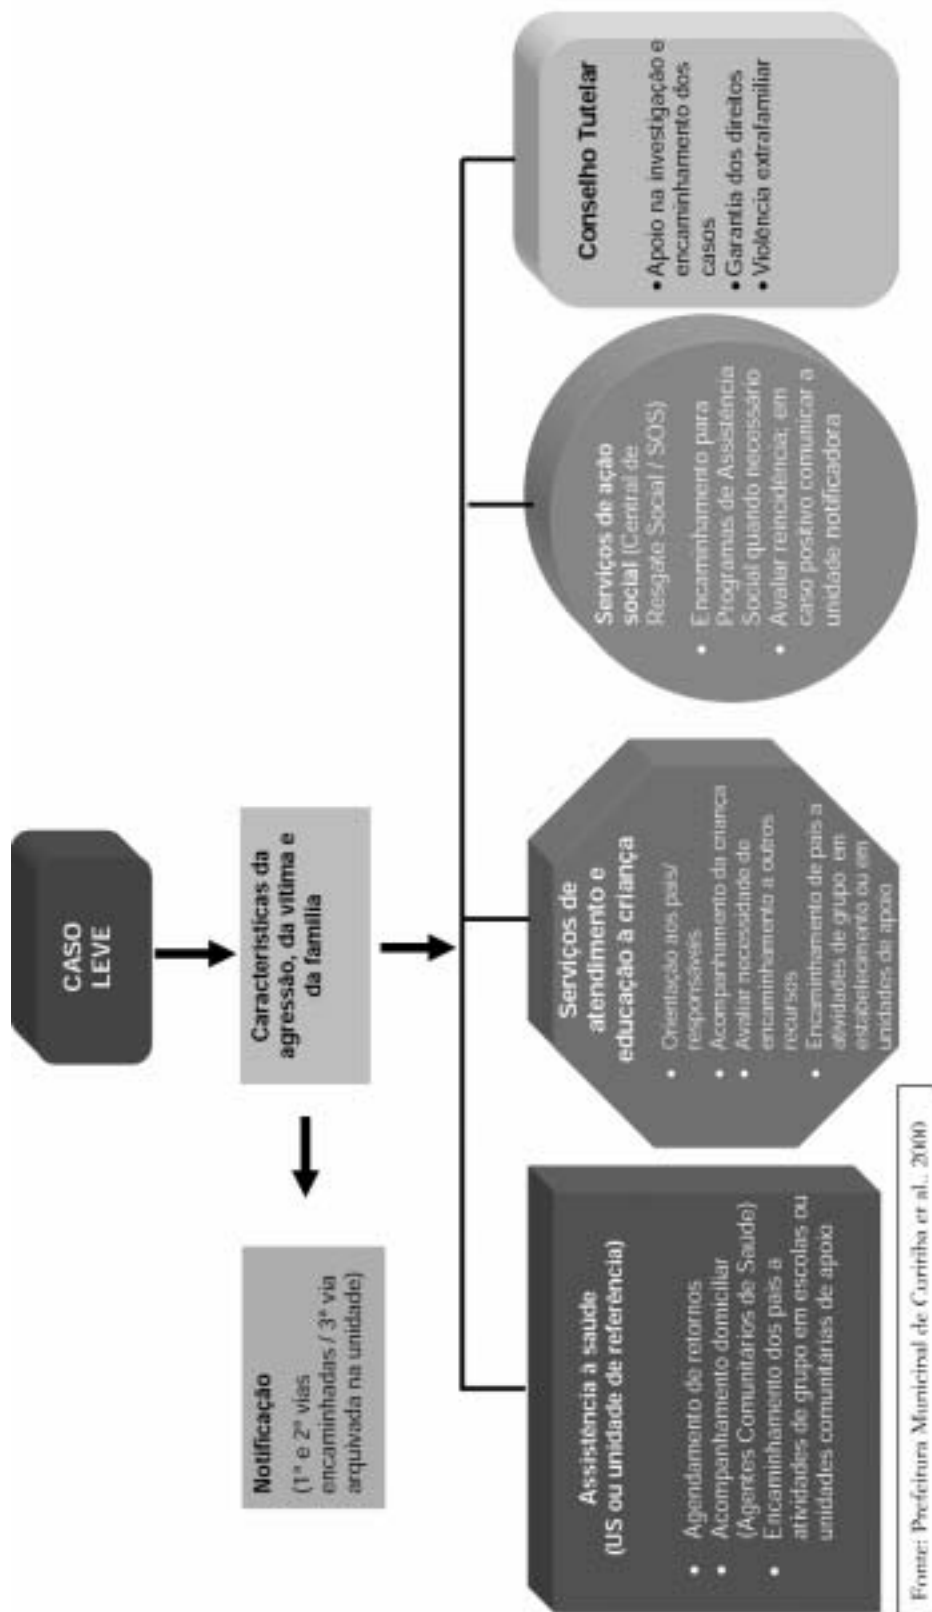 CASO
LEVE
Características da
agressão, da vítima e
da família
Notificação
(1ª e 2ª vias
encaminhadas / 3ª via
arquivada na unidade)
Assistência à saúde
(US ou unidade de referência)
• Agendamento de retornos
• Acompanhamento domiciliar
(Agentes Comunitários de Saúde)
• Encaminhamento dos pais a
atividades de grupo em escolas ou
unidades comunitárias de apoio
Serviços de
atendimento e
educação à criança
• Orientação aos pais/
responsáveis
• Acompanhamento da criança
• Avaliar necessidade de
encaminhamento a outros
recursos
• Encaminhamento de pais a
atividades de grupo em
estabelecimento ou em
unidades de apoio
Serviços de ação
social (Central de
Resgate Social / SOS)
• Encaminhamento para
Programas de Assistência
Social quando necessário
• Avaliar reincidência; em
caso positivo comunicar a
unidade notificadora
Conselho Tutelar
• Apoio na investigação e
encaminhamento dos
casos
• Garantia dos direitos
• Violência extrafamiliar
Fonte: Prefeitura Municipal de Curitiba et al., 2000